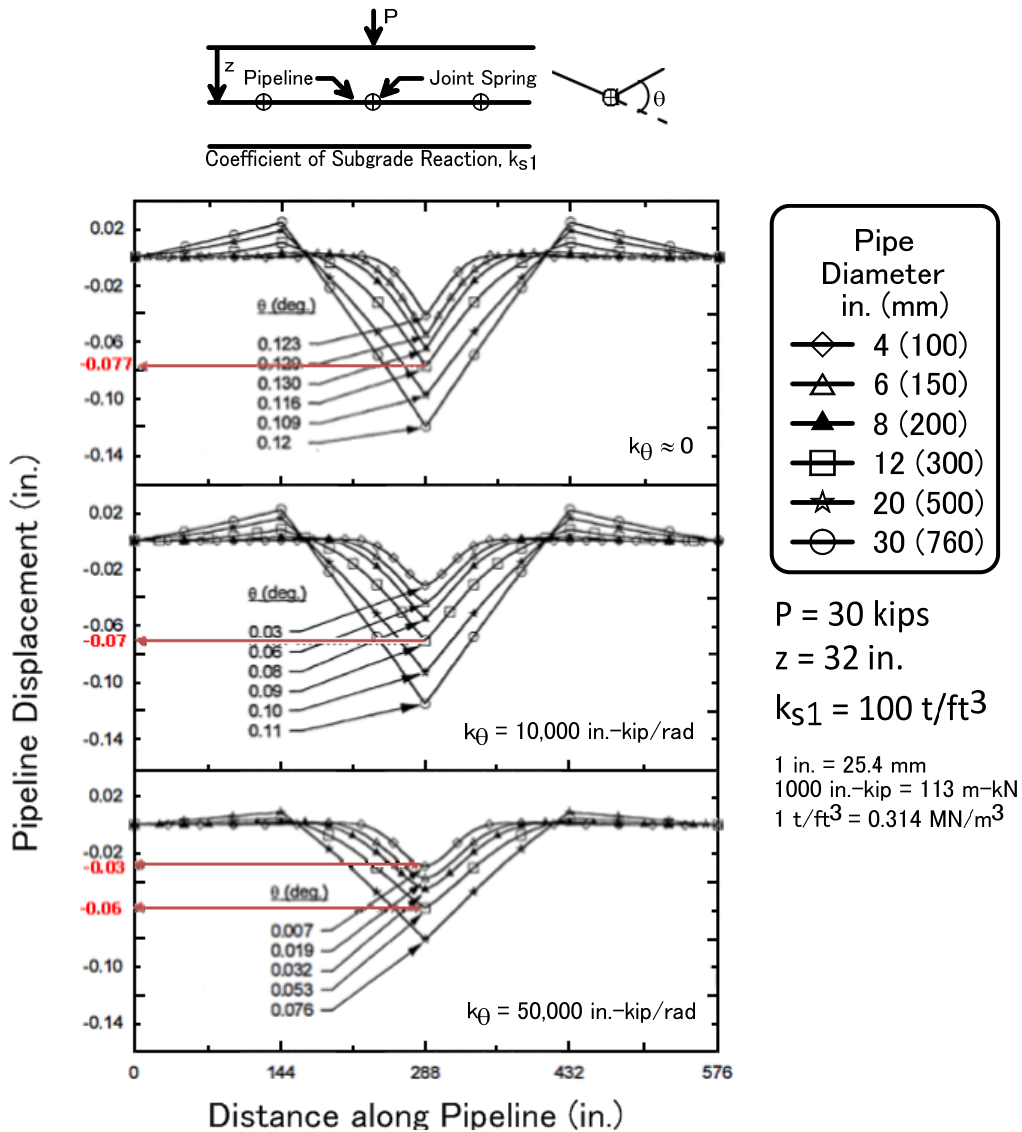 P
z
Pipeline
Joint Spring
θ
Coefficient of Subgrade Reaction, ks1
Pipeline Displacement (in.)
0.02
0
-0.02
-0.06
-0.077
-0.10
-0.14
θ (deg.)
0.123
0.129
0.130
0.116
0.109
0.12
kθ ≈ 0
0.02
0
-0.02
-0.06
-0.07
-0.10
-0.14
θ (deg.)
0.03
0.06
0.08
0.09
0.10
0.11
kθ = 10,000 in.-kip/rad
0.02
0
-0.02
-0.03
-0.06
-0.10
-0.14
θ (deg.)
0.007
0.019
0.032
0.053
0.076
kθ = 50,000 in.-kip/rad
0
144
288
432
576
Distance along Pipeline (in.)
Pipe
Diameter
in. (mm)
4 (100)
6 (150)
8 (200)
12 (300)
20 (500)
30 (760)
P = 30 kips
z = 32 in.
ks1 = 100 t/ft3
1 in. = 25.4 mm
1000 in.-kip = 113 m-kN
1 t/ft3 = 0.314 MN/m3